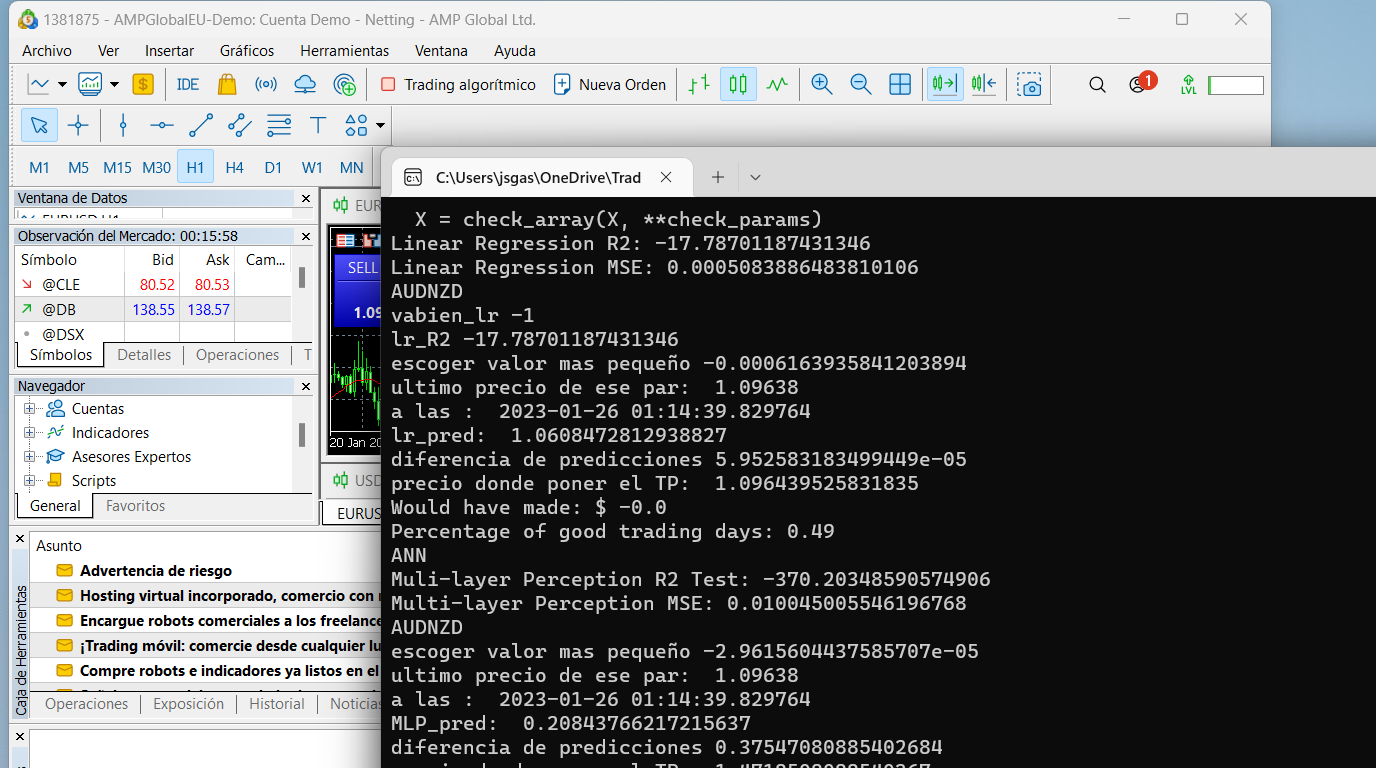 1381875 - AMPGlobalEU-Demo: Cuenta Demo - Netting - AMP Global Ltd.
Archivo Ver Insertar Gráficos Herramientas Ventana Ayuda
IDE Trading algorítmico Nueva Orden 1 LVL
M1 M5 M15 M30 H1 H4 D1 W1 MN
Ventana de Datos
EURUSD,H1
Observación del Mercado: 00:15:58
Símbolo Bid Ask Cam...
@CLE 80.52 80.53
@DB 138.55 138.57
@DSX
Símbolos Detalles Operaciones T
Navegador
Cuentas
Indicadores
Asesores Expertos
Scripts
General Favoritos
EUR
SELL
1.09
20 Jan 20
USD
EURUS
Caja de Herramientas
Asunto
Advertencia de riesgo
Hosting virtual incorporado, comercio con
Encargue robots comerciales a los freelance
¡Trading móvil: comercie desde cualquier lu
Compre robots e indicadores ya listos en el
Operaciones Exposición Historial Noticias
C:\Users\jsgas\OneDrive\Trad
X = check_array(X, **check_params)
Linear Regression R2: -17.78701187431346
Linear Regression MSE: 0.0005083886483810106
AUDNZD
vabien_lr -1
lr_R2 -17.78701187431346
escoger valor mas pequeño -0.0006163935841203894
ultimo precio de ese par:  1.09638
a las :  2023-01-26 01:14:39.829764
lr_pred:  1.0608472812938827
diferencia de predicciones 5.952583183499449e-05
precio donde poner el TP:  1.096439525831835
Would have made: $ -0.0
Percentage of good trading days: 0.49
ANN
Muli-layer Perception R2 Test: -370.20348590574906
Multi-layer Perception MSE: 0.010045005546196768
AUDNZD
escoger valor mas pequeño -2.9615604437585707e-05
ultimo precio de ese par:  1.09638
a las :  2023-01-26 01:14:39.829764
MLP_pred:  0.20843766217215637
diferencia de predicciones 0.37547080885402684